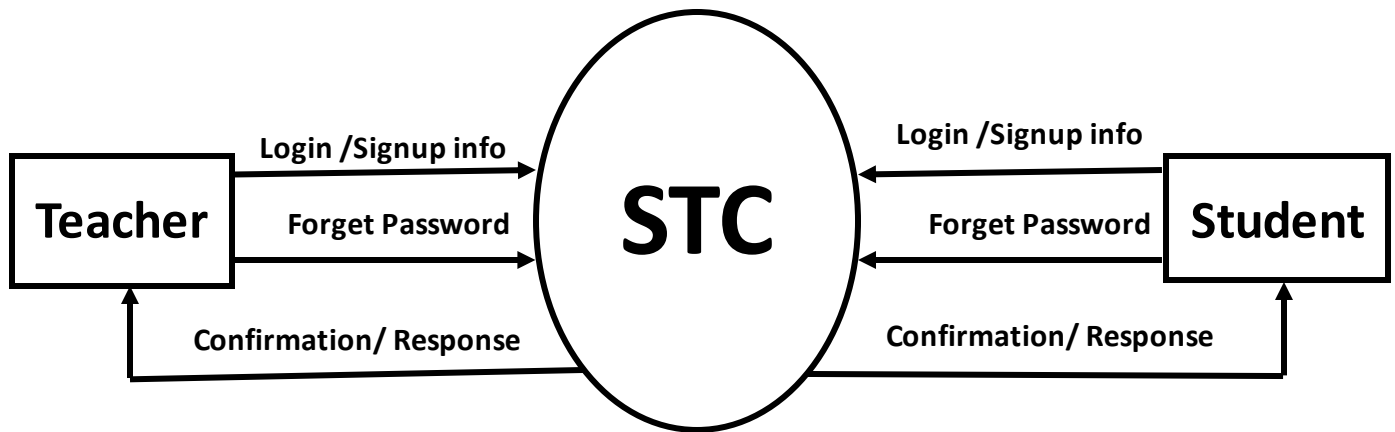 Login /Signup info
Teacher
Forget Password
Confirmation/ Response
STC
Login /Signup info
Forget Password
Student
Confirmation/ Response